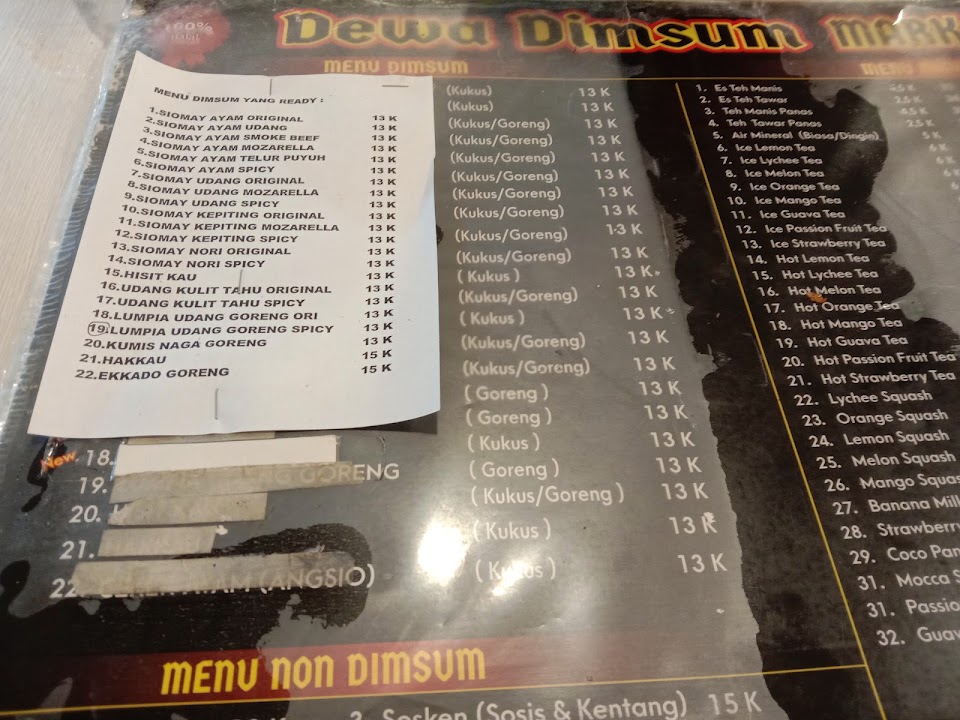 100%
Dewa Dimsum MARK
MENU DIMSUM
MENU
MENU DIMSUM YANG READY :
1.SIOMAY AYAM ORIGINAL 13 K
2.SIOMAY AYAM UDANG 13 K
3.SIOMAY AYAM SMOKE BEEF 13 K
4.SIOMAY AYAM MOZARELLA 13 K
5.SIOMAY AYAM TELUR PUYUH 13 K
6.SIOMAY AYAM SPICY 13 K
7.SIOMAY UDANG ORIGINAL 13 K
8.SIOMAY UDANG MOZARELLA 13 K
9.SIOMAY UDANG SPICY 13 K
10.SIOMAY KEPITING ORIGINAL 13 K
11.SIOMAY KEPITING MOZARELLA 13 K
12.SIOMAY KEPITING SPICY 13 K
13.SIOMAY NORI ORIGINAL 13 K
14.SIOMAY NORI SPICY 13 K
15.HISIT KAU 13 K
16.UDANG KULIT TAHU ORIGINAL 13 K
17.UDANG KULIT TAHU SPICY 13 K
18.LUMPIA UDANG GORENG ORI 13 K
19.LUMPIA UDANG GORENG SPICY 13 K
20.KUMIS NAGA GORENG 13 K
21.HAKKAU 15 K
22.EKKADO GORENG 15 K
(Kukus) 13 K
(Kukus) 13 K
(Kukus/Goreng) 13 K
(Kukus/Goreng) 13 K
(Kukus/Goreng) 13 K
(Kukus/Goreng) 13 K
(Kukus/Goreng) 13 K
(Kukus/Goreng) 13 K
(Kukus/Goreng) 13 K
(Kukus/Goreng) 13 K
( Kukus ) 13 K
(Kukus/Goreng) 13 K
( Kukus ) 13 K
(Kukus/Goreng) 13 K
(Kukus/Goreng) 13 K
( Goreng ) 13 K
( Goreng ) 13 K
New 18. ( Kukus ) 13 K
19. GORENG ( Goreng ) 13 K
20. ( Kukus/Goreng ) 13 K
21. ( Kukus ) 13 K
22. (ANGSIO) ( Kukus ) 13 K
MENU NON DIMSUM
3. Sosken (Sosis & Kentang) 15 K
1. Es Teh Manis 4,5 K
2. Es Teh Tawar 2,5 K
3. Teh Manis Panas 4,5 K
4. Teh Tawar Panas 2,5 K
5. Air Mineral (Biasa/Dingin) 5 K
6. Ice Lemon Tea 6 K
7. Ice Lychee Tea 6 K
8. Ice Melon Tea
9. Ice Orange Tea
10. Ice Mango Tea
11. Ice Guava Tea
12. Ice Passion Fruit Tea
13. Ice Strawberry Tea
14. Hot Lemon Tea
15. Hot Lychee Tea
16. Hot Melon Tea
17. Hot Orange Tea
18. Hot Mango Tea
19. Hot Guava Tea
20. Hot Passion Fruit Tea
21. Hot Strawberry Tea
22. Lychee Squash
23. Orange Squash
24. Lemon Squash
25. Melon Squash
26. Mango Squas
27. Banana Mill
28. Strawberry
29. Coco Pan
31. Mocca S
31. Passio
32. Guav